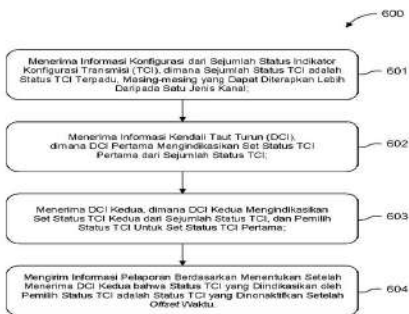 600
Menerima Informasi Konfigurasi dari Sejumlah Status Indikator
Konfigurasi Transmisi (TCI), dimana Sejumlah Status TCI adalah
Status TCI Terpadu, Masing-masing yang Dapat Diterapkan Lebih
Daripada Satu Jenis Kanal;
601
Menerima Informasi Kendali Taut Turun (DCI),
dimana DCI Pertama Mengindikasikan Set Status TCI
Pertama dari Sejumlah Status TCI;
602
Menerima DCI Kedua, dimana DCI Kedua Mengindikasikan
Set Status TCI Kedua dari Sejumlah Status TCI, dan Pemilih
Status TCI Untuk Set Status TCI Pertama;
603
Mengirim Informasi Pelaporan Berdasarkan Menentukan Setelah
Menerima DCI Kedua bahwa Status TCI yang Diindikasikan oleh
Pemilih Status TCI adalah Status TCI yang Dinonaktifkan Setelah
Offset Waktu.
604